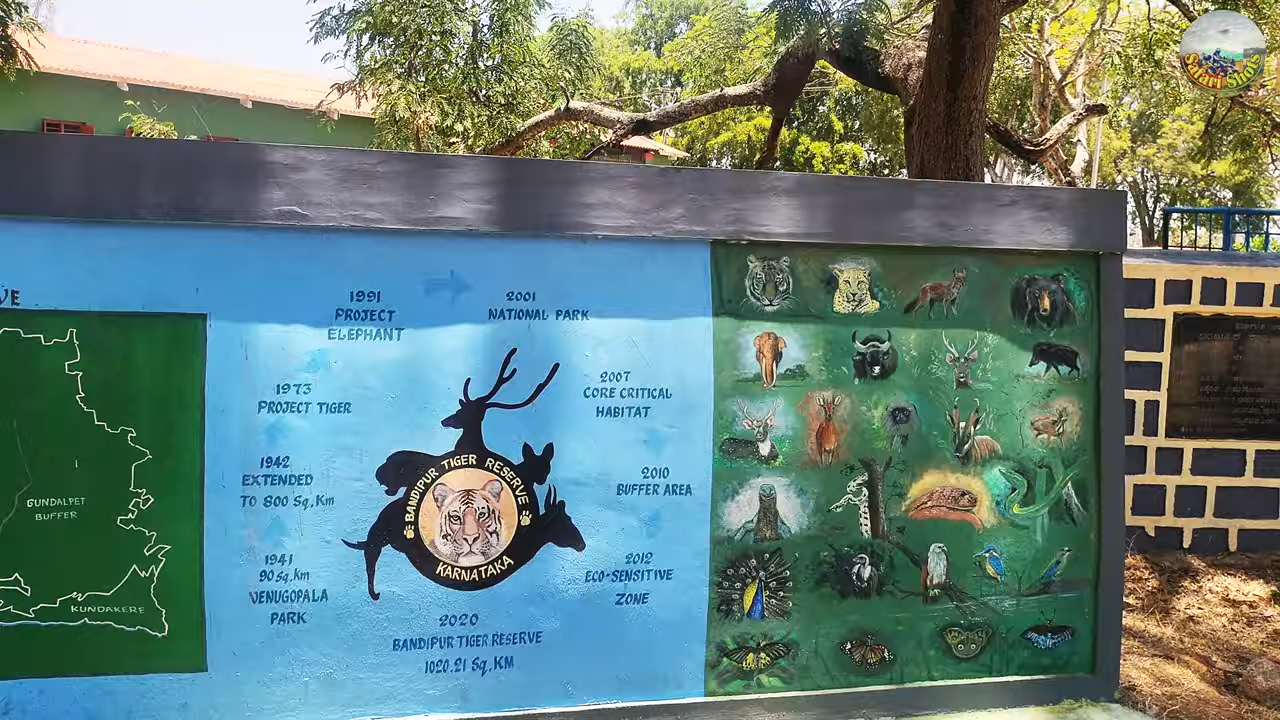 VE
GUNDALPET
BUFFER
KUNDAKERE
1991
PROJECT
ELEPHANT
2001
NATIONAL PARK
1973
PROJECT TIGER
2007
CORE CRITICAL
HABITAT
1942
EXTENDED
TO 800 Sq.Km
2010
BUFFER AREA
1941
90 Sq.Km
VENUGOPALA
PARK
2012
ECO-SENSITIVE
ZONE
BANDIPUR TIGER RESERVE
KARNATAKA
2020
BANDIPUR TIGER RESERVE
1020.21 Sq.KM
Safari Shots